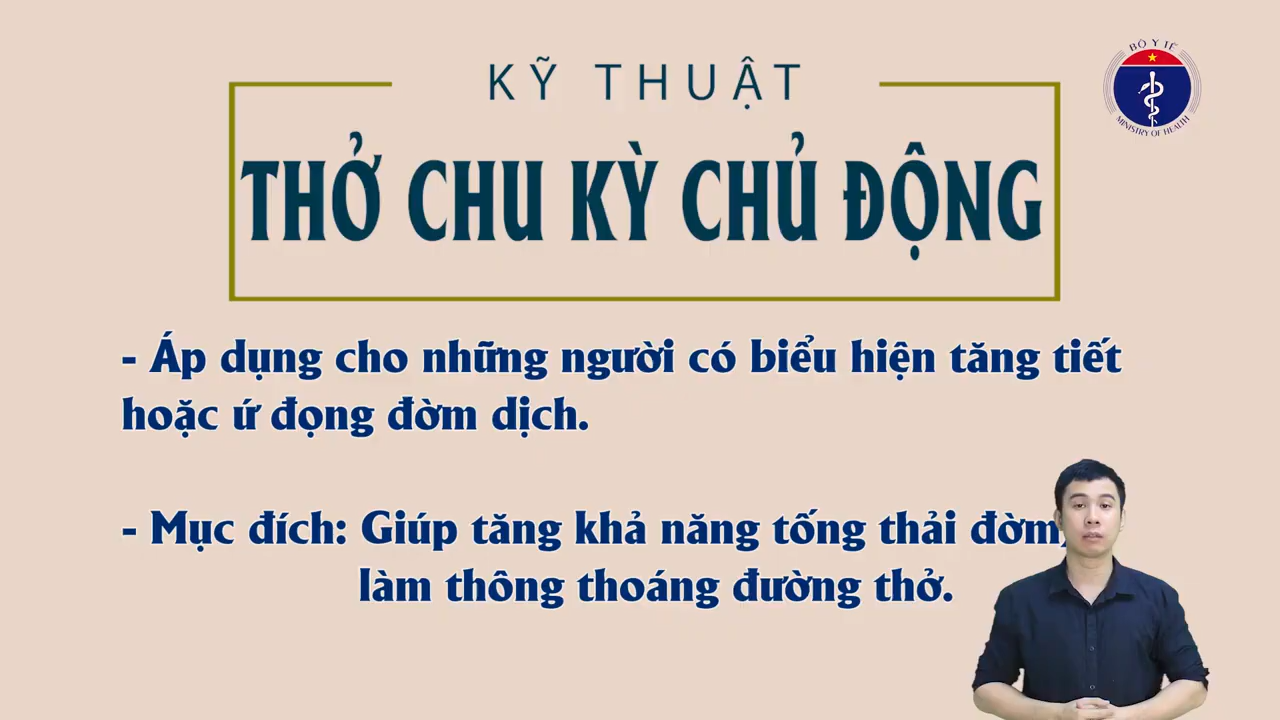 BỘ Y TẾ
MINISTRY OF HEALTH
KỸ THUẬT
THỞ CHU KỲ CHỦ ĐỘNG
- Áp dụng cho những người có biểu hiện tăng tiết
hoặc ứ đọng đờm dịch.
- Mục đích: Giúp tăng khả năng tống thải đờm,
làm thông thoáng đường thở.